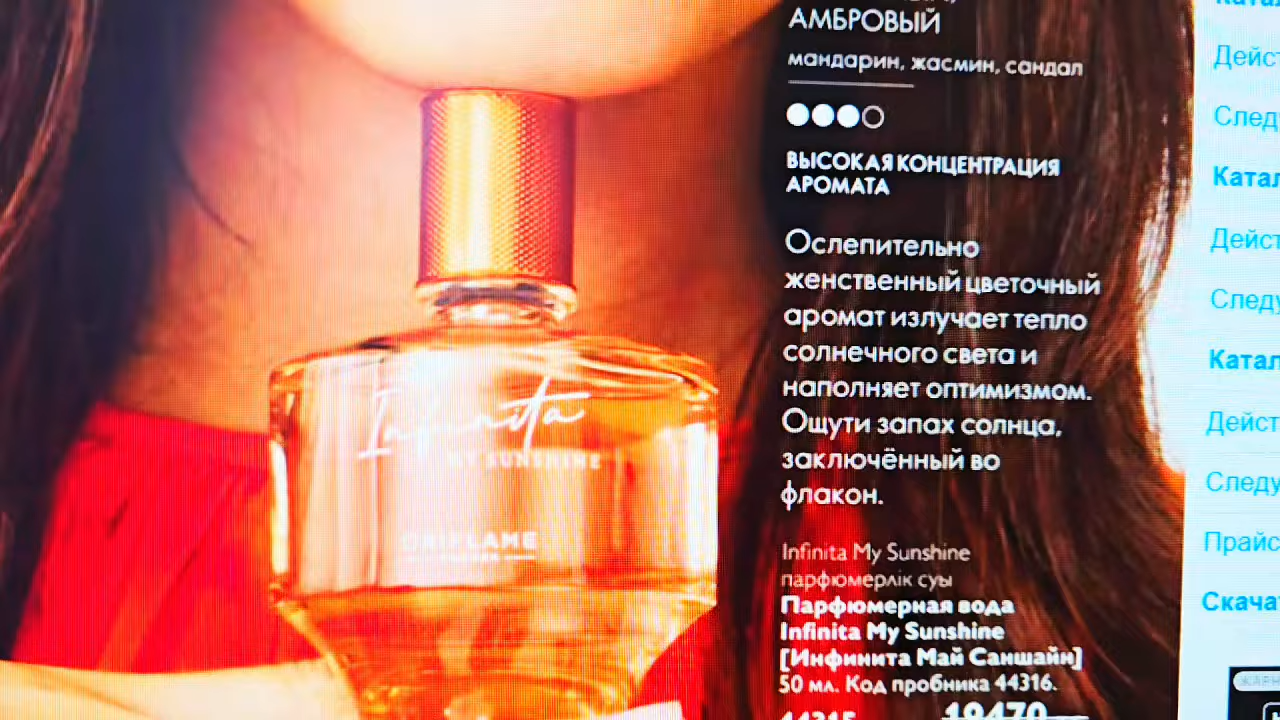 АМБРОВЫЙ
мандарин, жасмин, сандал
ВЫСОКАЯ КОНЦЕНТРАЦИЯ
АРОМАТА
Ослепительно
женственный цветочный
аромат излучает тепло
солнечного света и
наполняет оптимизмом.
Ощути запах солнца,
заключённый во
флакон.
Infinita My Sunshine
парфюмерлік суы
Парфюмерная вода
Infinita My Sunshine
[Инфинита Май Саншайн]
50 мл. Код пробника 44316.
44315 19470
Infinita
MY SUNSHINE
ORIFLAME
Дейст
След
Катал
Дейст
Следу
Катал
Дейст
Следу
Прайс
Скача